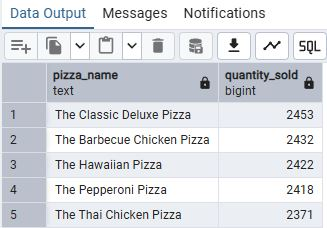 Data Output Messages Notifications
SQL
pizza_name quantity_sold
text bigint
1 The Classic Deluxe Pizza 2453
2 The Barbecue Chicken Pizza 2432
3 The Hawaiian Pizza 2422
4 The Pepperoni Pizza 2418
5 The Thai Chicken Pizza 2371